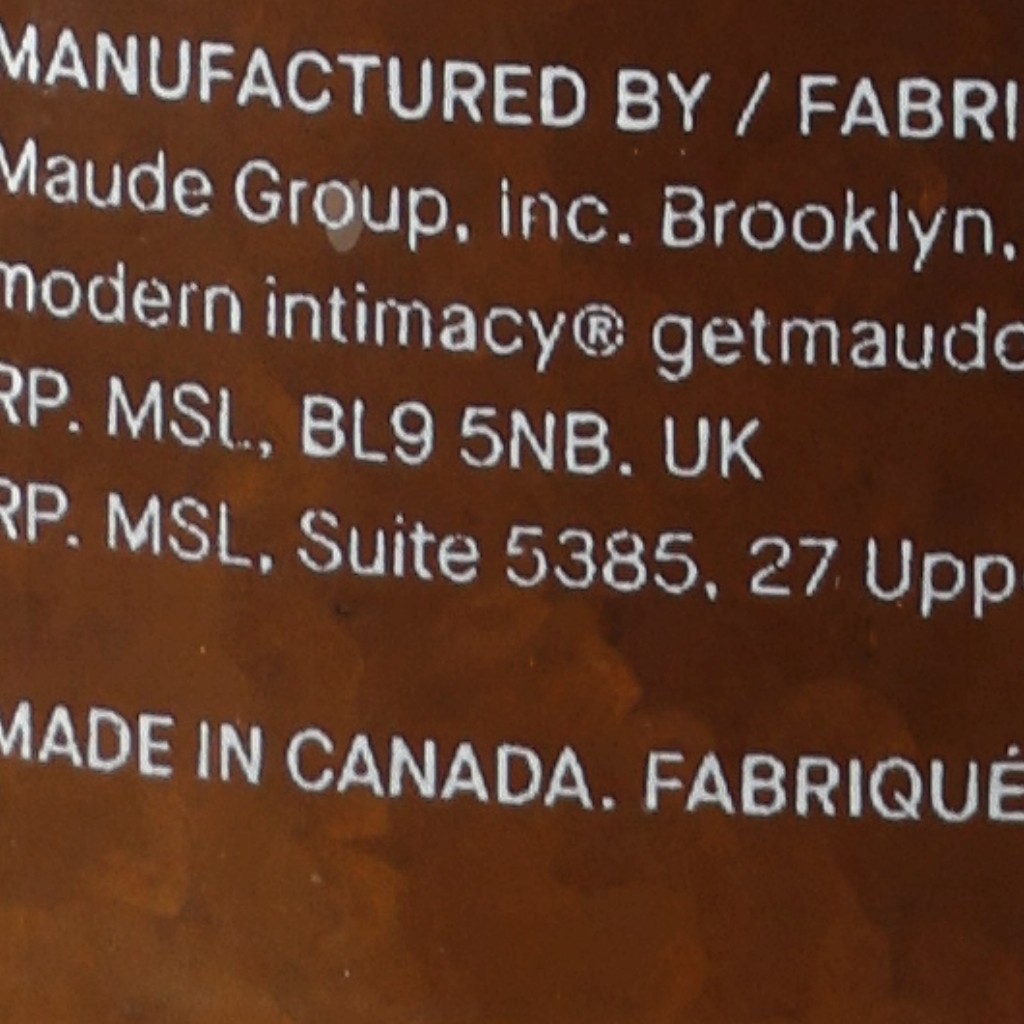 MANUFACTURED BY / FABRI
Maude Group, inc. Brooklyn,
modern intimacy® getmaude
RP. MSL, BL9 5NB. UK
RP. MSL, Suite 5385, 27 Upp
MADE IN CANADA. FABRIQUÉ